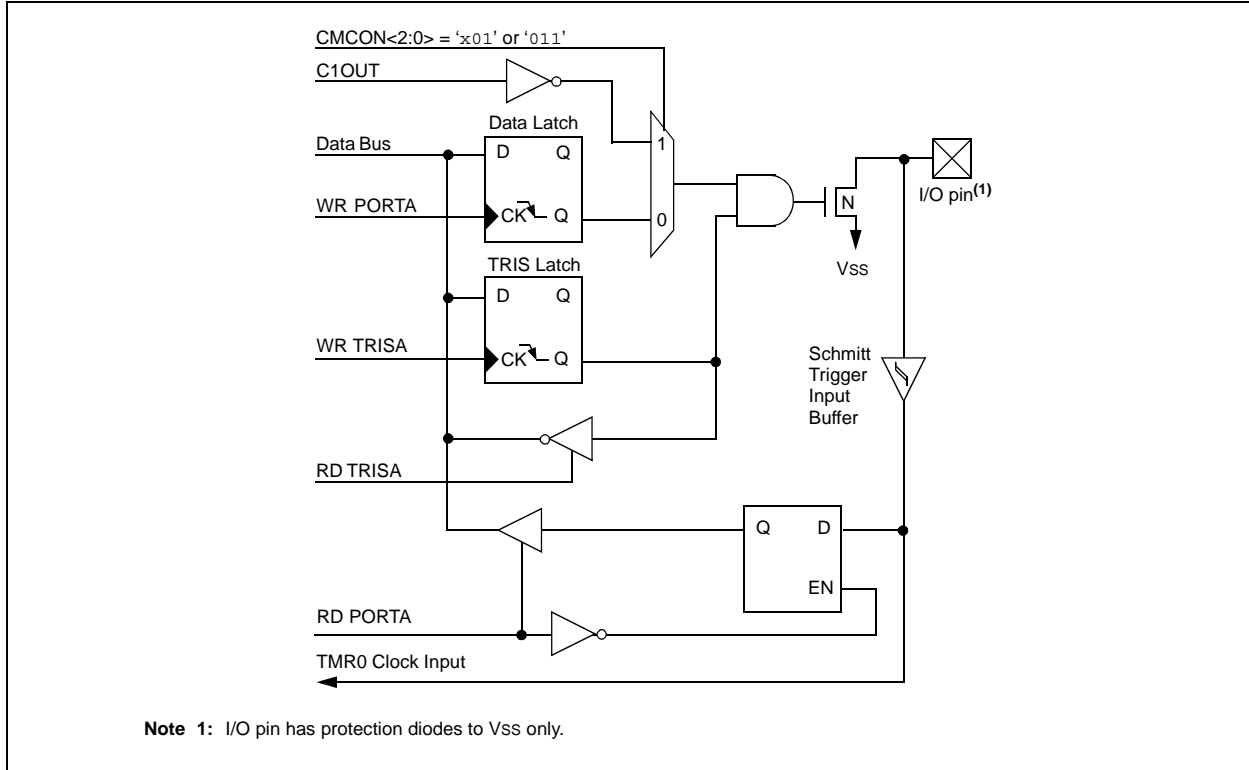 CMCON<2:0> = ‘x01’ or ‘011’
C1OUT
Data Latch
Data Bus
D Q
1
WR PORTA
CK Q
0
N
I/O pin(1)
VSS
TRIS Latch
D Q
WR TRISA
CK Q
Schmitt
Trigger
Input
Buffer
RD TRISA
Q D
EN
RD PORTA
TMR0 Clock Input
Note 1: I/O pin has protection diodes to VSS only.